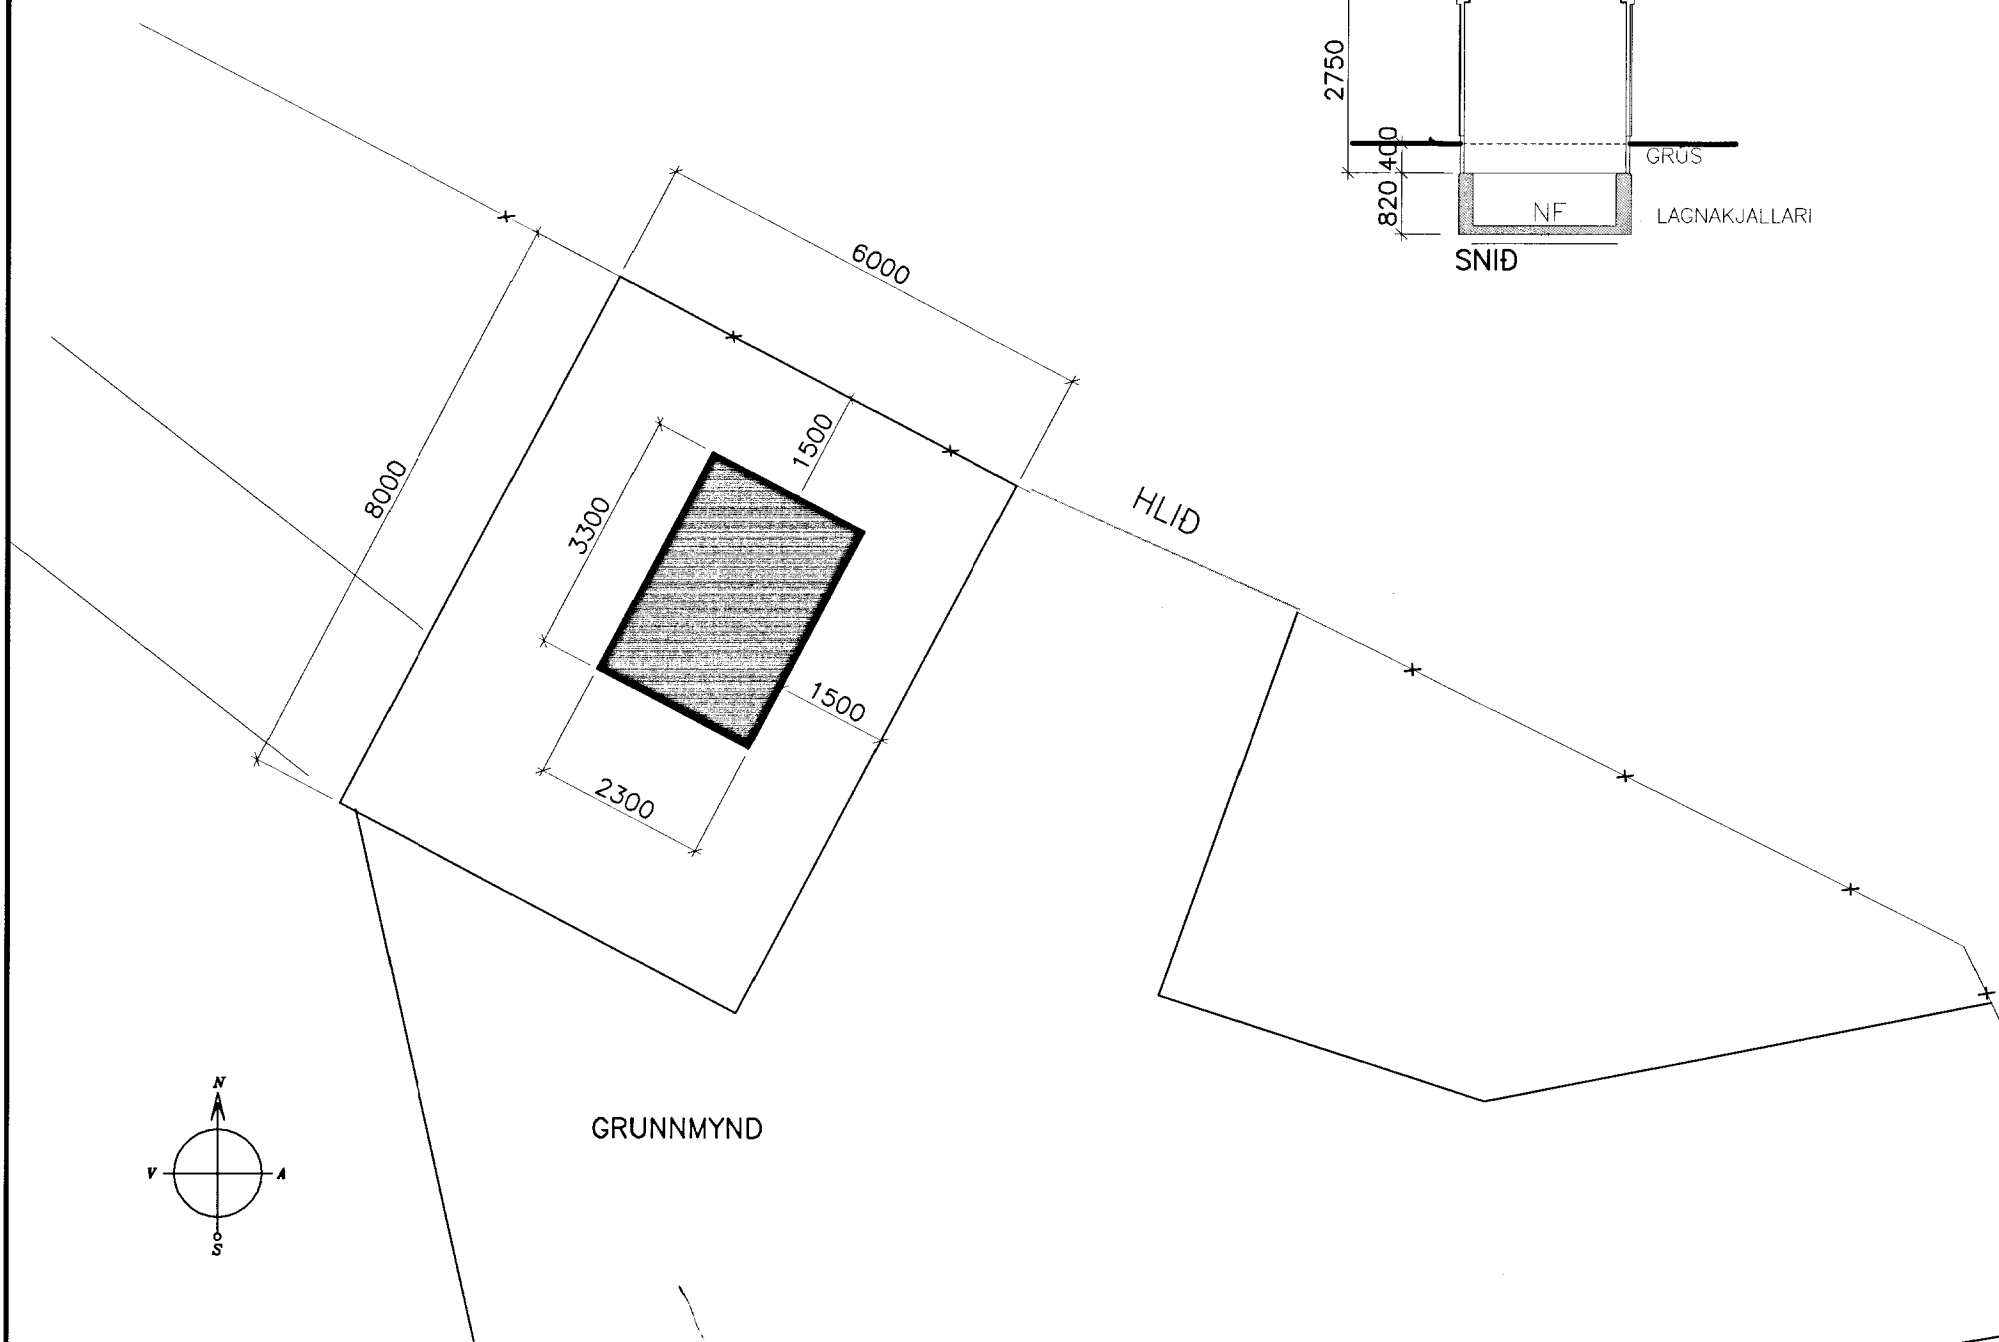 2750
400
GRÚS
820
NF
LAGNAKJALLARI
SNIÐ
6000
1500
8000
3300
HLIÐ
1500
2300
N
GRUNNMYND
V
A
S